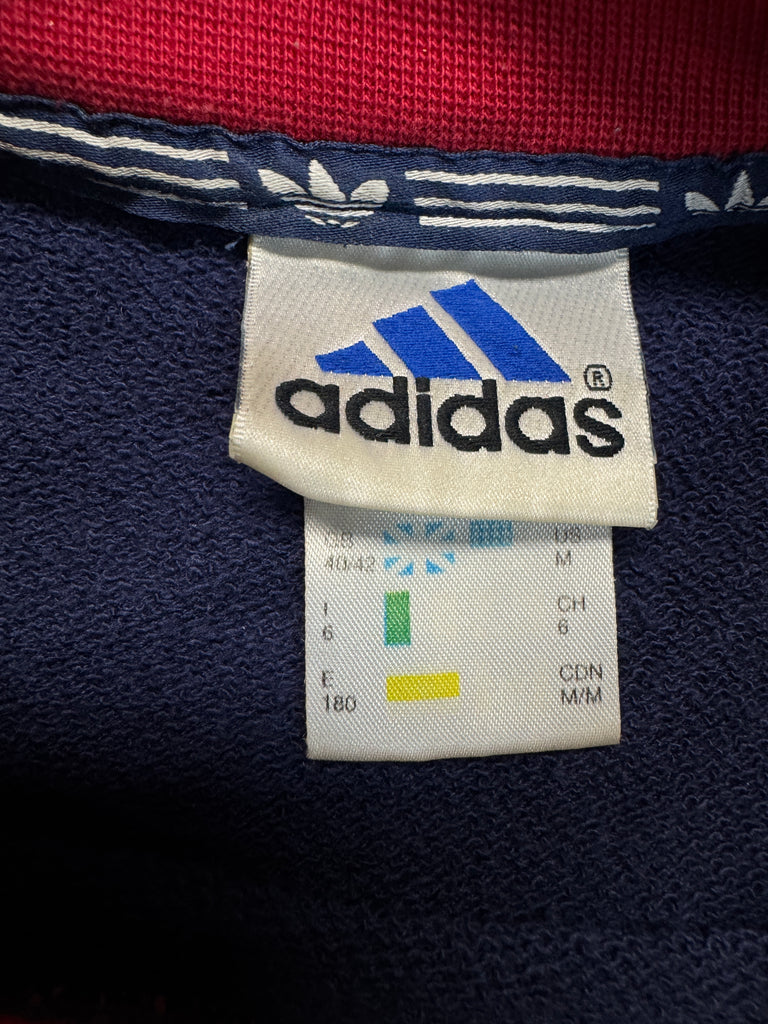 adidas®
GB US
40/42 M
I CH
6 6
E CDN
180 M/M